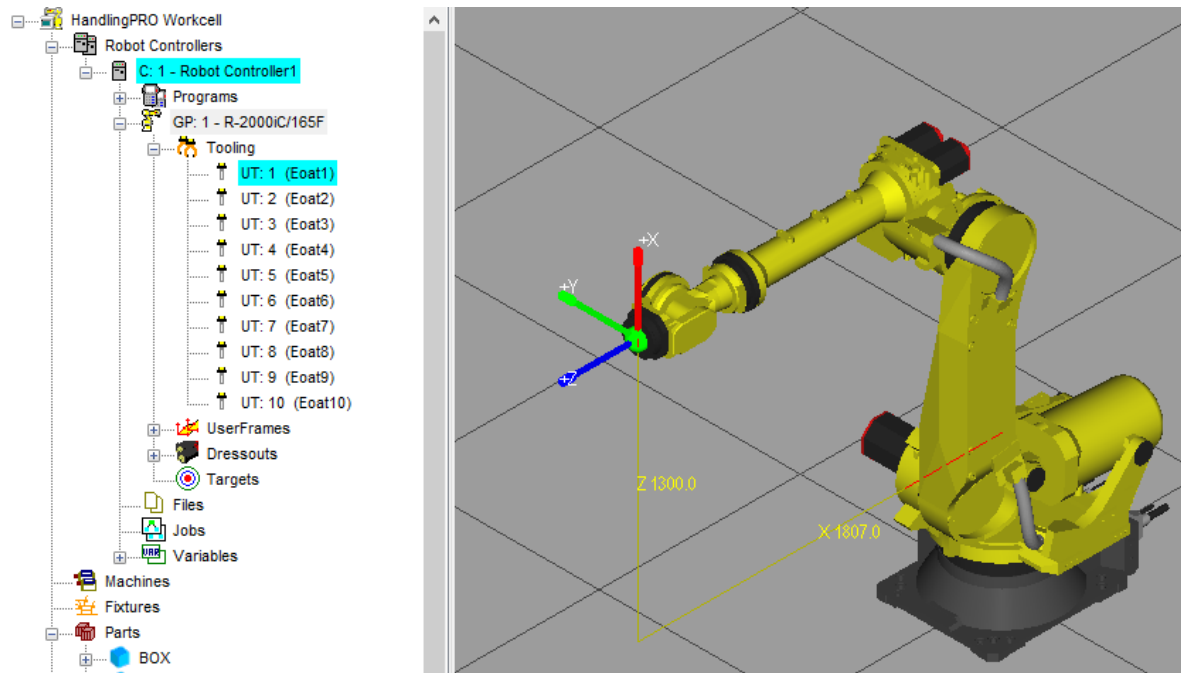 HandlingPRO Workcell
Robot Controllers
C: 1 - Robot Controller1
Programs
GP: 1 - R-2000iC/165F
Tooling
UT: 1 (Eoat1)
UT: 2 (Eoat2)
UT: 3 (Eoat3)
UT: 4 (Eoat4)
UT: 5 (Eoat5)
UT: 6 (Eoat6)
UT: 7 (Eoat7)
UT: 8 (Eoat8)
UT: 9 (Eoat9)
UT: 10 (Eoat10)
UserFrames
Dressouts
Targets
Files
Jobs
VAR
Variables
Machines
Fixtures
Parts
BOX
+X
+Y
+Z
Z 1300.0
X 1807.0